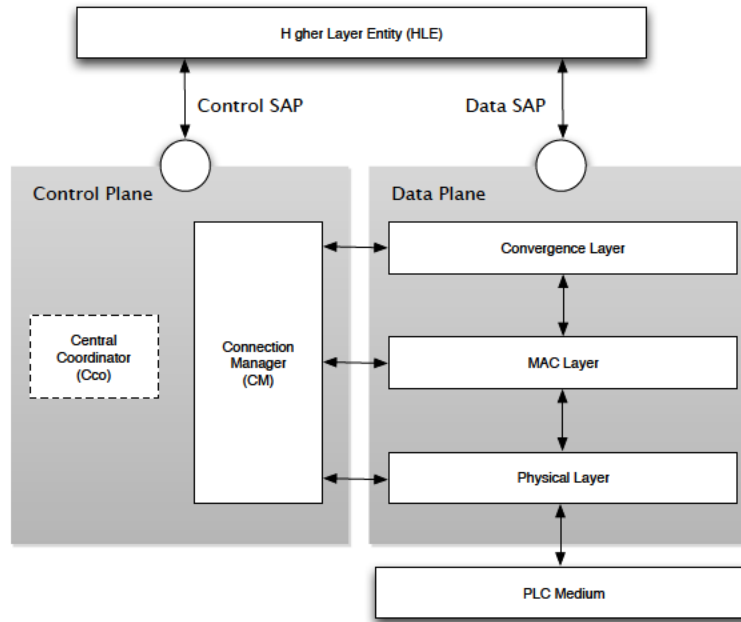 H gher Layer Entity (HLE)
Control SAP
Data SAP
Control Plane
Data Plane
Convergence Layer
Central
Coordinator
(Cco)
Connection
Manager
(CM)
MAC Layer
Physical Layer
PLC Medium